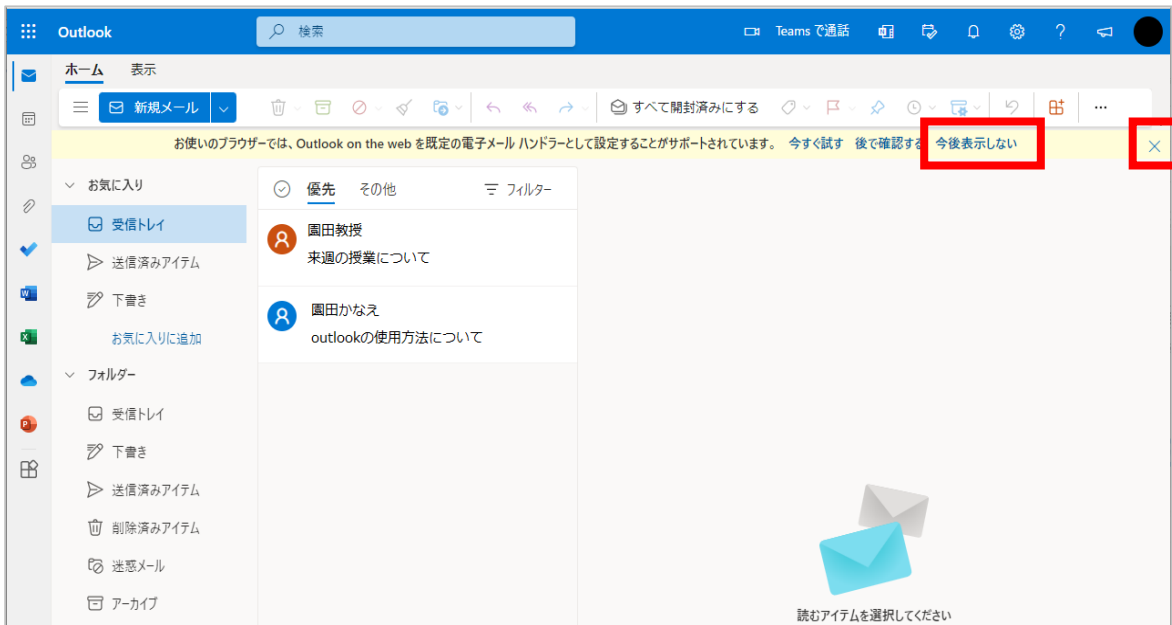 Outlook
検索
Teams で通話
ホーム 表示
新規メール
すべて開封済みにする
お使いのブラウザーでは、Outlook on the web を既定の電子メール ハンドラーとして設定することがサポートされています。 今すぐ試す 後で確認する 今後表示しない
お気に入り
受信トレイ
送信済みアイテム
下書き
お気に入りに追加
フォルダー
受信トレイ
下書き
送信済みアイテム
削除済みアイテム
迷惑メール
アーカイブ
優先 その他 フィルター
園田教授
来週の授業について
園田かなえ
outlookの使用方法について
読むアイテムを選択してください